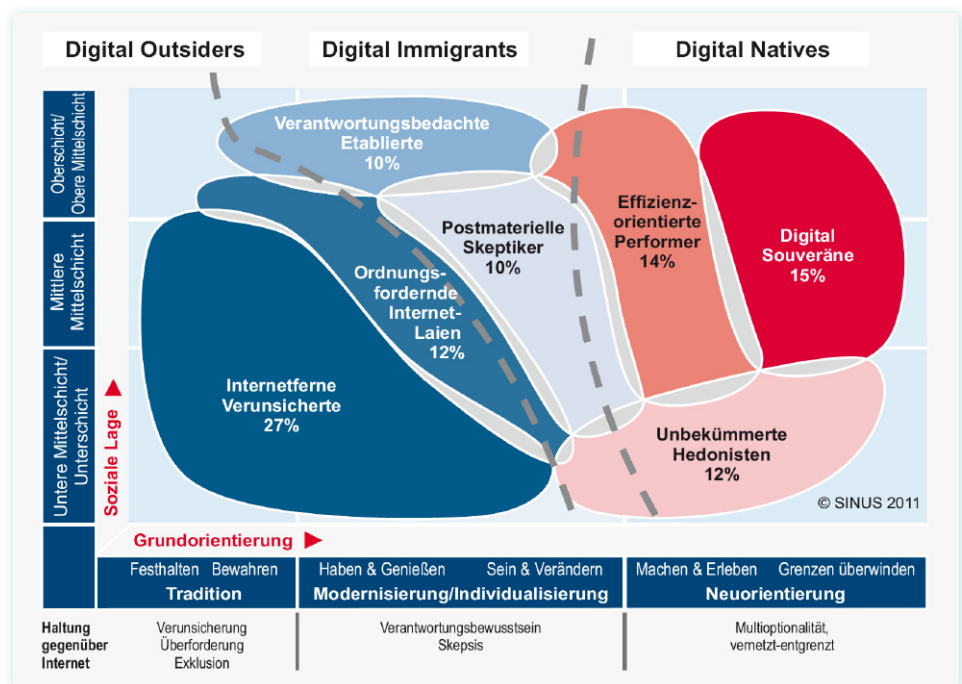 Digital Outsiders
Digital Immigrants
Digital Natives
Oberschicht/
Obere Mittelschicht
Mittlere
Mittelschicht
Untere Mittelschicht/
Unterschicht
Soziale Lage
Verantwortungsbedachte
Etablierte
10%
Postmaterielle
Skeptiker
10%
Effizienz-
orientierte
Performer
14%
Digital
Souveräne
15%
Ordnungs-
fordernde
Internet-
Laien
12%
Internetferne
Verunsicherte
27%
Unbekümmerte
Hedonisten
12%
© SINUS 2011
Grundorientierung
Festhalten Bewahren
Tradition
Haben & Genießen Sein & Verändern
Modernisierung/Individualisierung
Machen & Erleben Grenzen überwinden
Neuorientierung
Haltung
gegenüber
Internet
Verunsicherung
Überforderung
Exklusion
Verantwortungsbewusstsein
Skepsis
Multioptionalität,
vernetzt-entgrenzt